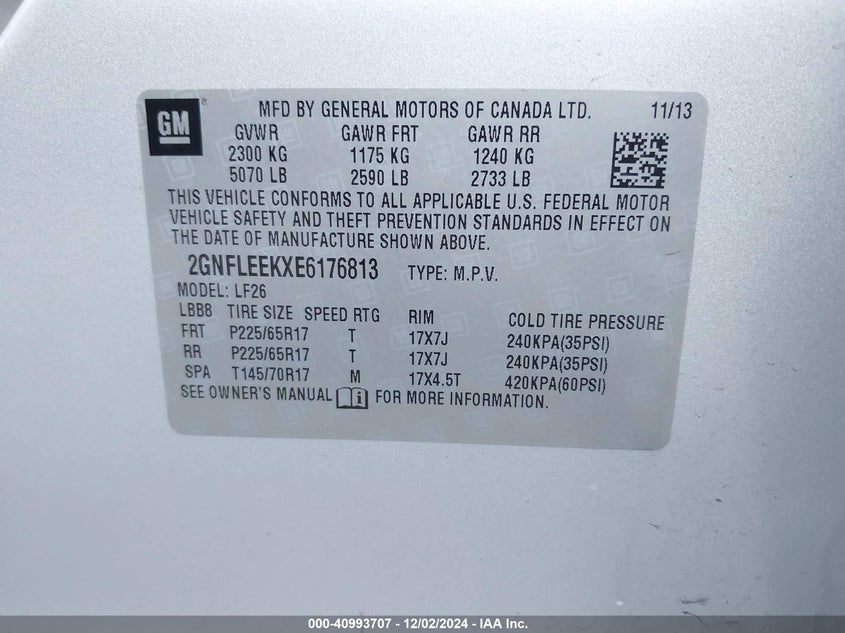 GM
MFD BY GENERAL MOTORS OF CANADA LTD. 11/13
GVWR GAWR FRT GAWR RR
2300 KG 1175 KG 1240 KG
5070 LB 2590 LB 2733 LB
THIS VEHICLE CONFORMS TO ALL APPLICABLE U.S. FEDERAL MOTOR
VEHICLE SAFETY AND THEFT PREVENTION STANDARDS IN EFFECT ON
THE DATE OF MANUFACTURE SHOWN ABOVE.
2GNFLEEKXE6176813 TYPE: M.P.V.
MODEL: LF26
LBB8 TIRE SIZE SPEED RTG RIM COLD TIRE PRESSURE
FRT P225/65R17 T 17X7J 240KPA(35PSI)
RR P225/65R17 T 17X7J 240KPA(35PSI)
SPA T145/70R17 M 17X4.5T 420KPA(60PSI)
SEE OWNER'S MANUAL FOR MORE INFORMATION.
000-40993707 - 12/02/2024 - IAA Inc.